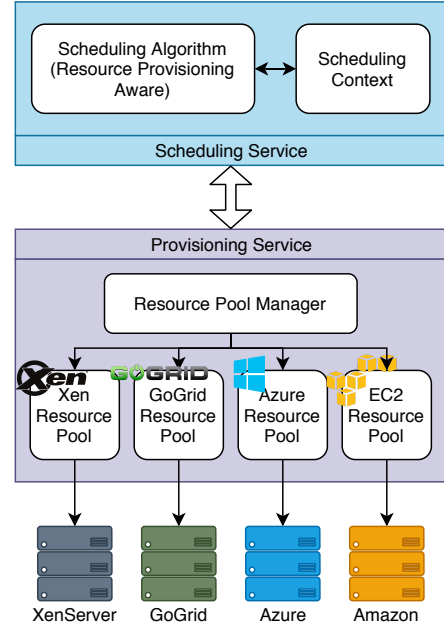 Scheduling Algorithm
(Resource Provisioning
Aware)
Scheduling
Context
Scheduling Service
Provisioning Service
Resource Pool Manager
Xen
GOGRID
Xen
Resource
Pool
GoGrid
Resource
Pool
Azure
Resource
Pool
EC2
Resource
Pool
XenServer
GoGrid
Azure
Amazon